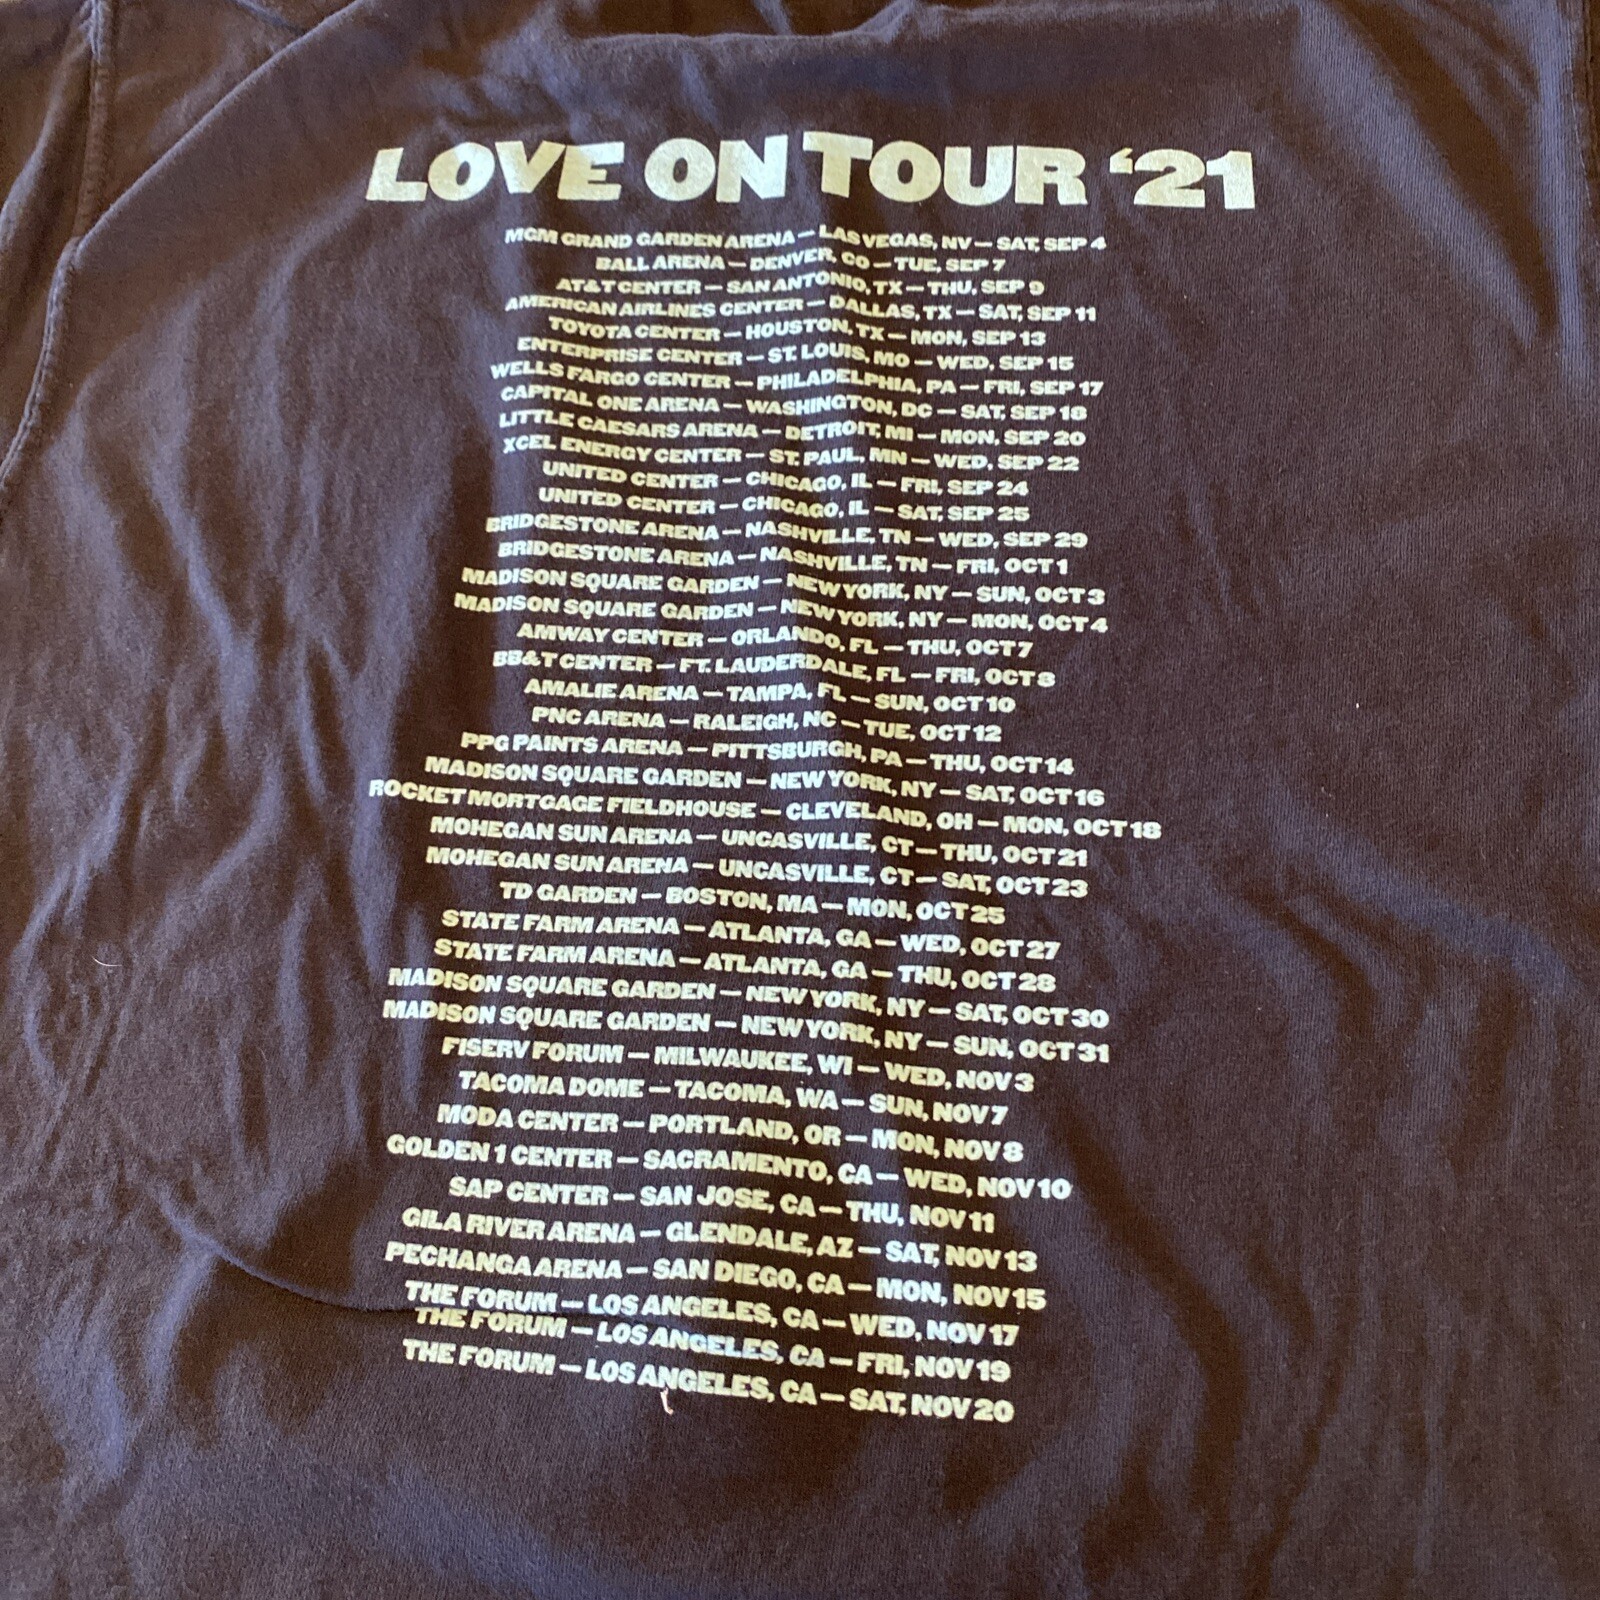 LOVE ON TOUR ‘21
MGM GRAND GARDEN ARENA — LAS VEGAS, NV — SAT, SEP 4
BALL ARENA — DENVER, CO — TUE, SEP 7
AT&T CENTER — SAN ANTONIO, TX — THU, SEP 9
AMERICAN AIRLINES CENTER — DALLAS, TX — SAT, SEP 11
TOYOTA CENTER — HOUSTON, TX — MON, SEP 13
ENTERPRISE CENTER — ST. LOUIS, MO — WED, SEP 15
WELLS FARGO CENTER — PHILADELPHIA, PA — FRI, SEP 17
CAPITAL ONE ARENA — WASHINGTON, DC — SAT, SEP 18
LITTLE CAESARS ARENA — DETROIT, MI — MON, SEP 20
XCEL ENERGY CENTER — ST. PAUL, MN — WED, SEP 22
UNITED CENTER — CHICAGO, IL — FRI, SEP 24
UNITED CENTER — CHICAGO, IL — SAT, SEP 25
BRIDGESTONE ARENA — NASHVILLE, TN — WED, SEP 29
BRIDGESTONE ARENA — NASHVILLE, TN — FRI, OCT 1
MADISON SQUARE GARDEN — NEW YORK, NY — SUN, OCT 3
MADISON SQUARE GARDEN — NEW YORK, NY — MON, OCT 4
AMWAY CENTER — ORLANDO, FL — THU, OCT 7
BB&T CENTER — FT. LAUDERDALE, FL — FRI, OCT 8
AMALIE ARENA — TAMPA, FL — SUN, OCT 10
PNC ARENA — RALEIGH, NC — TUE, OCT 12
PPG PAINTS ARENA — PITTSBURGH, PA — THU, OCT 14
MADISON SQUARE GARDEN — NEW YORK, NY — SAT, OCT 16
ROCKET MORTGAGE FIELDHOUSE — CLEVELAND, OH — MON, OCT 18
MOHEGAN SUN ARENA — UNCASVILLE, CT — THU, OCT 21
MOHEGAN SUN ARENA — UNCASVILLE, CT — SAT, OCT 23
TD GARDEN — BOSTON, MA — MON, OCT 25
STATE FARM ARENA — ATLANTA, GA — WED, OCT 27
STATE FARM ARENA — ATLANTA, GA — THU, OCT 28
MADISON SQUARE GARDEN — NEW YORK, NY — SAT, OCT 30
MADISON SQUARE GARDEN — NEW YORK, NY — SUN, OCT 31
FISERV FORUM — MILWAUKEE, WI — WED, NOV 3
TACOMA DOME — TACOMA, WA — SUN, NOV 7
MODA CENTER — PORTLAND, OR — MON, NOV 8
GOLDEN 1 CENTER — SACRAMENTO, CA — WED, NOV 10
SAP CENTER — SAN JOSE, CA — THU, NOV 11
GILA RIVER ARENA — GLENDALE, AZ — SAT, NOV 13
PECHANGA ARENA — SAN DIEGO, CA — MON, NOV 15
THE FORUM — LOS ANGELES, CA — WED, NOV 17
THE FORUM — LOS ANGELES, CA — FRI, NOV 19
THE FORUM — LOS ANGELES, CA — SAT, NOV 20